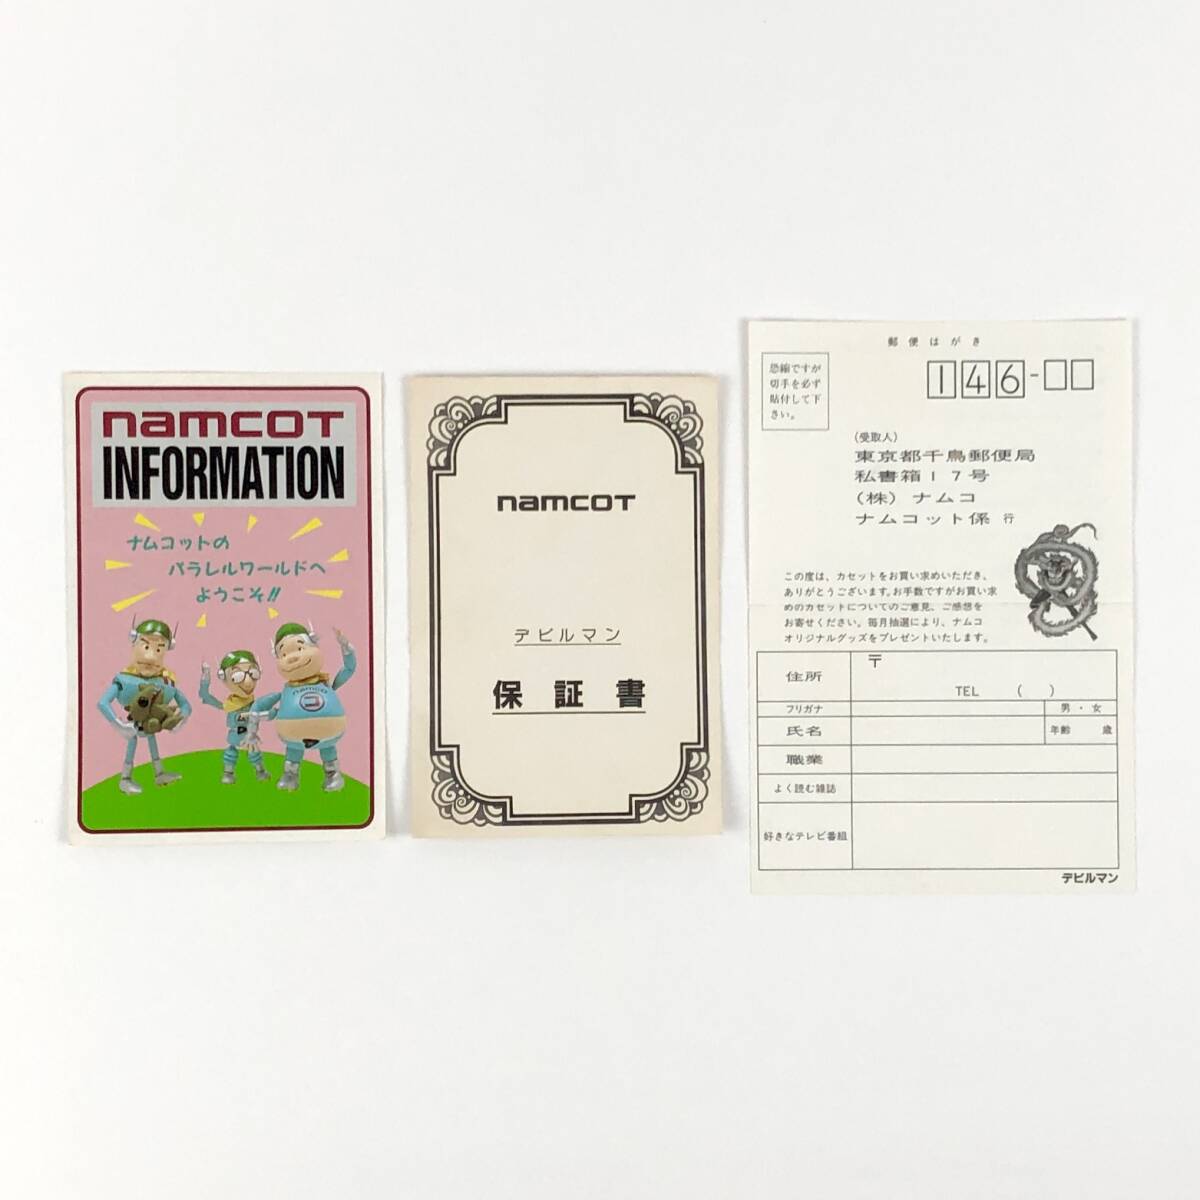 namcoT
INFORMATION
ナムコットの
パラレルワールドへ
ようこそ!!
namcoT
namcoT
デビルマン
保証書
郵便はがき
恐縮ですが
切手を必ず
貼付して下
さい。
146-
(受取人)
東京都千鳥郵便局
私書箱17号
(株)ナムコ
ナムコット係 行
この度は、カセットをお買い求めいただき、
ありがとうございます。お手数ですがお買い求
めのカセットについてのご意見、ご感想を
お寄せください。毎月抽選により、ナムコ
オリジナルグッズをプレゼントいたします。
住所 〒
TEL ( )
フリガナ 男・女
氏名 年齢 歳
職業
よく読む雑誌
好きなテレビ番組
デビルマン